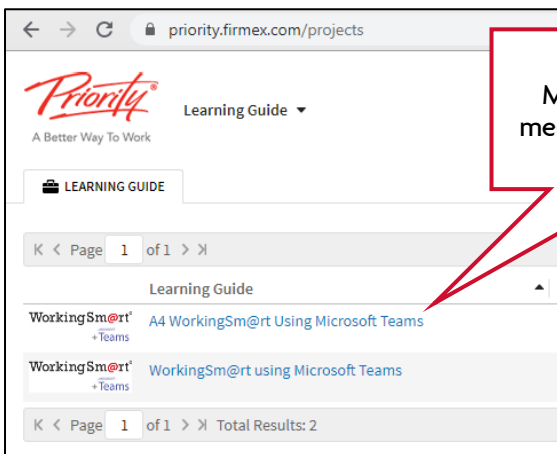 priority.firmex.com/projects
Priority®
A Better Way To Work
Learning Guide
LEARNING GUIDE
Page 1 of 1
Learning Guide
WorkingSm@rt®
+Teams
A4 WorkingSm@rt Using Microsoft Teams
WorkingSm@rt®
+Teams
WorkingSm@rt using Microsoft Teams
Page 1 of 1 Total Results: 2